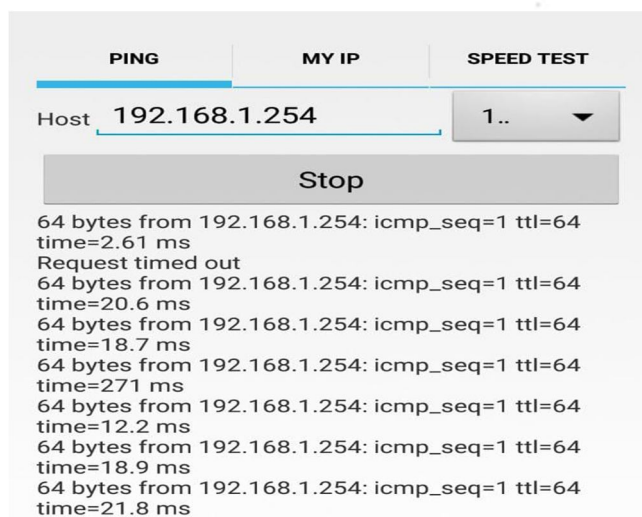 PING MY IP SPEED TEST
Host 192.168.1.254 1..
Stop
64 bytes from 192.168.1.254: icmp_seq=1 ttl=64
time=2.61 ms
Request timed out
64 bytes from 192.168.1.254: icmp_seq=1 ttl=64
time=20.6 ms
64 bytes from 192.168.1.254: icmp_seq=1 ttl=64
time=18.7 ms
64 bytes from 192.168.1.254: icmp_seq=1 ttl=64
time=271 ms
64 bytes from 192.168.1.254: icmp_seq=1 ttl=64
time=12.2 ms
64 bytes from 192.168.1.254: icmp_seq=1 ttl=64
time=18.9 ms
64 bytes from 192.168.1.254: icmp_seq=1 ttl=64
time=21.8 ms